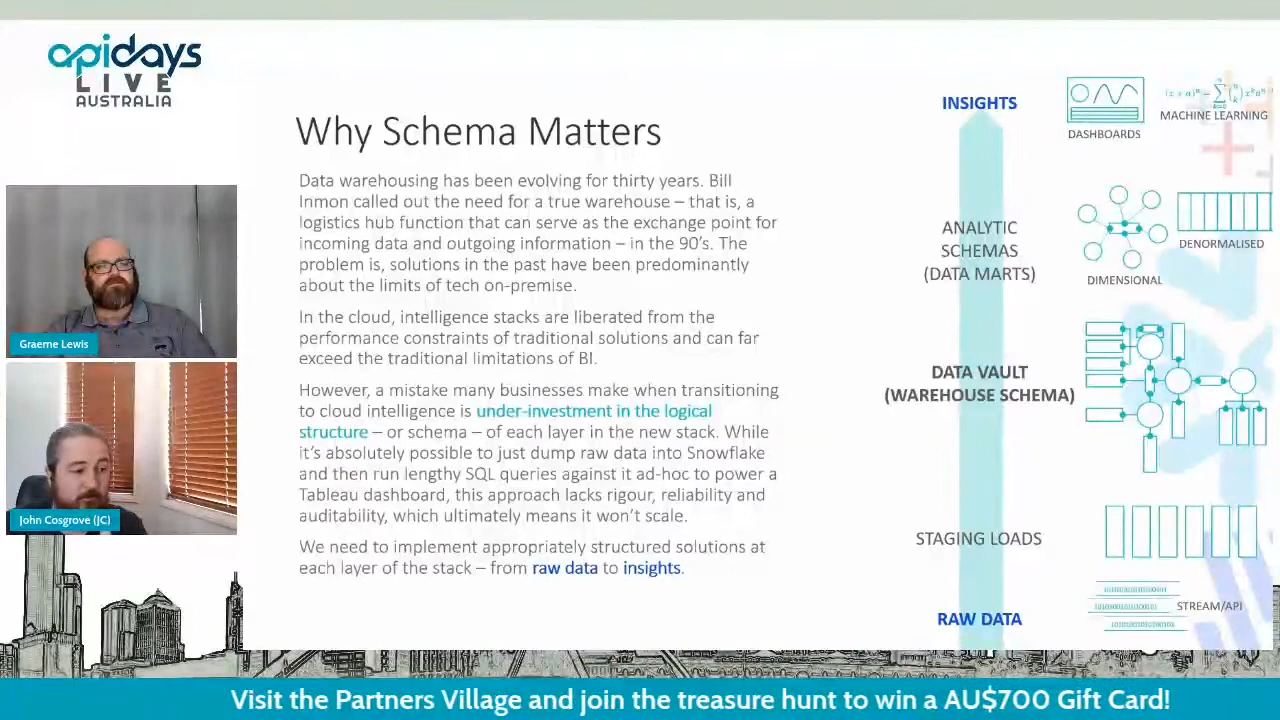 apidays
LIVE
AUSTRALIA
Why Schema Matters
Data warehousing has been evolving for thirty years. Bill
Inmon called out the need for a true warehouse – that is, a
logistics hub function that can serve as the exchange point for
incoming data and outgoing information – in the 90's. The
problem is, solutions in the past have been predominantly
about the limits of tech on-premise.
In the cloud, intelligence stacks are liberated from the
performance constraints of traditional solutions and can far
exceed the traditional limitations of BI.
However, a mistake many businesses make when transitioning
to cloud intelligence is under-investment in the logical
structure – or schema – of each layer in the new stack. While
it's absolutely possible to just dump raw data into Snowflake
and then run lengthy SQL queries against it ad-hoc to power a
Tableau dashboard, this approach lacks rigour, reliability and
auditability, which ultimately means it won't scale.
We need to implement appropriately structured solutions at
each layer of the stack – from raw data to insights.
INSIGHTS
DASHBOARDS
MACHINE LEARNING
ANALYTIC
SCHEMAS
(DATA MARTS)
DIMENSIONAL
DENORMALISED
DATA VAULT
(WAREHOUSE SCHEMA)
STAGING LOADS
RAW DATA
STREAM/API
Graeme Lewis
John Cosgrove (JC)
Visit the Partners Village and join the treasure hunt to win a AU$700 Gift Card!